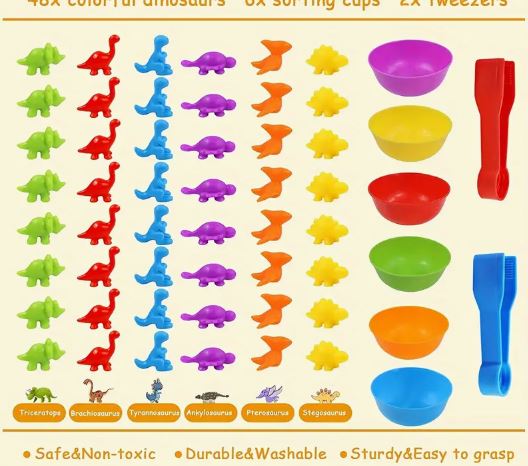 48x colorful dinosaurs 6x sorting cups 2x tweezers
Triceratops Brachiosaurus Tyrannosaurus Ankylosaurus Pterosaurus Stegosaurus
• Safe&Non-toxic • Durable&Washable • Sturdy&Easy to grasp